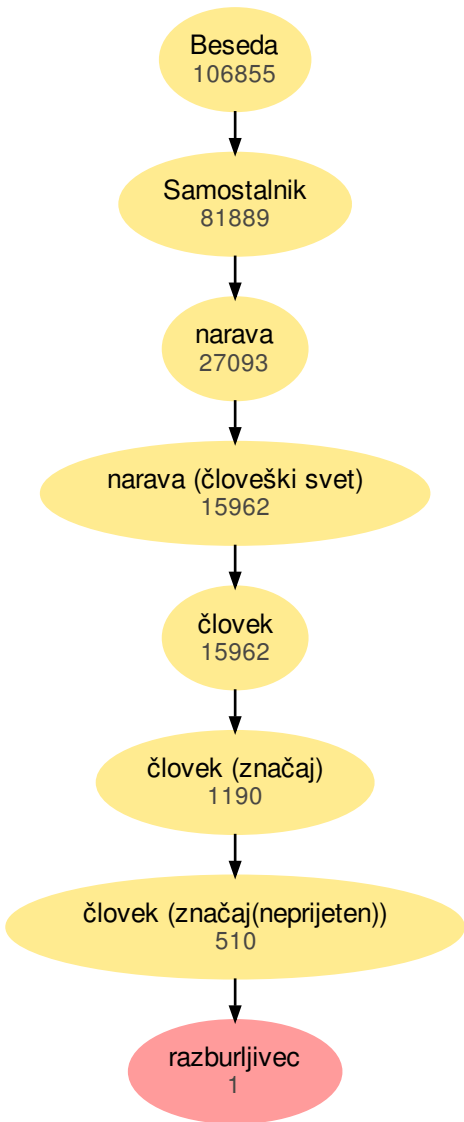 Beseda
106855
Samostalnik
81889
narava
27093
narava (človeški svet)
15962
človek
15962
človek (značaj)
1190
človek (značaj(neprijeten))
510
razburljivec
1